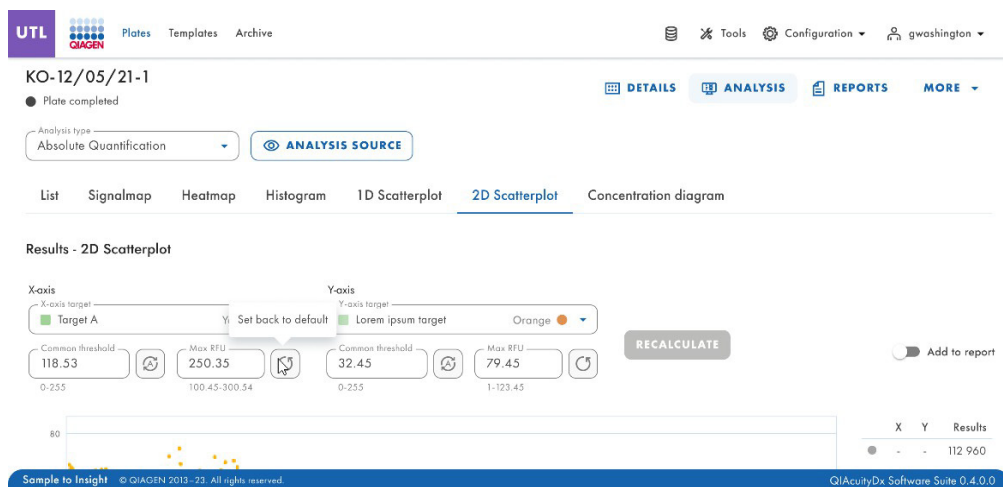 UTL
QIAGEN
Plates Templates Archive
Tools Configuration gwashington
KO-12/05/21-1
Plate completed
DETAILS ANALYSIS REPORTS MORE
Analysis type
Absolute Quantification
ANALYSIS SOURCE
List Signalmap Heatmap Histogram 1D Scatterplot 2D Scatterplot Concentration diagram
Results - 2D Scatterplot
X-axis Y-axis
X-axis target Y-axis target
Target A Set back to default Lorem ipsum target Orange
RECALCULATE
Common threshold Max RFU Common threshold Max RFU
118.53 A 250.35 32.45 A 79.45
Add to report
0-255 100.45-300.54 0-255 1-123.45
X Y Results
80
- - 112 960
Sample to Insight © QIAGEN 2013–23. All rights reserved. QIAcuityDx Software Suite 0.4.0.0